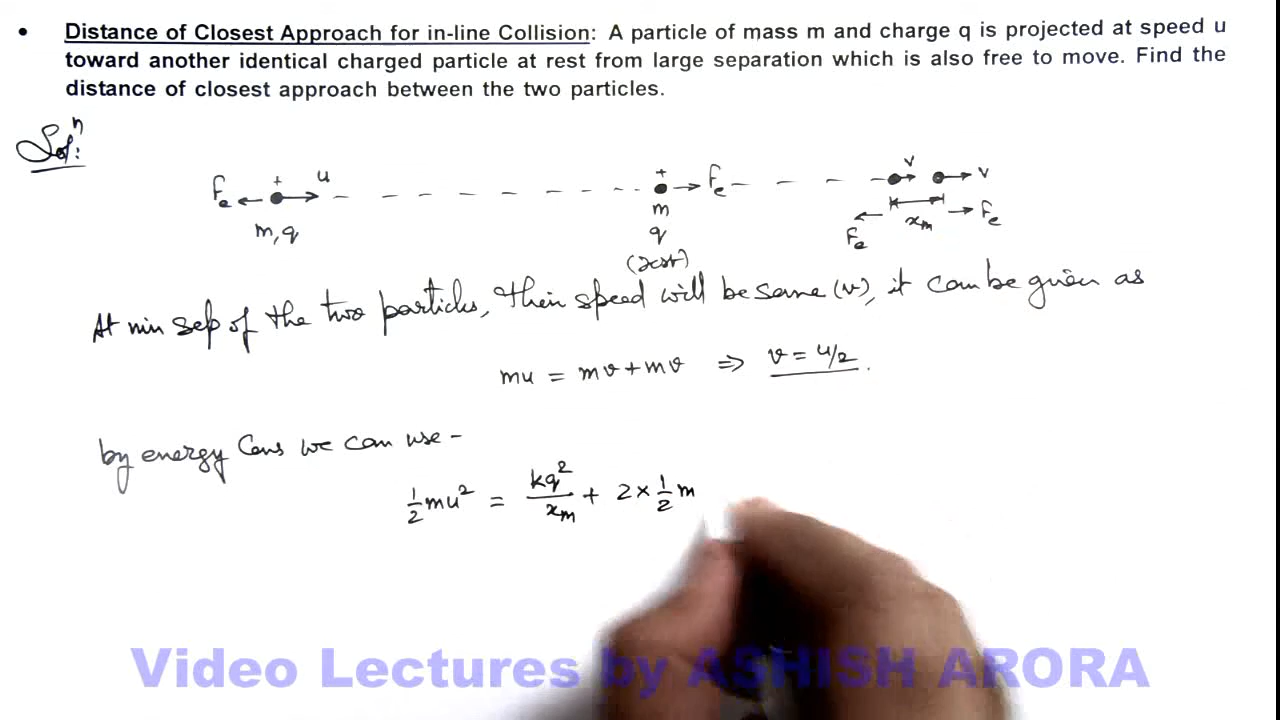 • Distance of Closest Approach for in-line Collision: A particle of mass m and charge q is projected at speed u
toward another identical charged particle at rest from large separation which is also free to move. Find the
distance of closest approach between the two particles.
Solⁿ:
Fe + u + Fe v v
m, q m xm Fe Fe
q
(rest)
At min sep of the two particles, their speed will be same (v), it can be given as
mu = mv + mv ⇒ v = u/2.
by energy Cons we can use -
½mu² = kq²/xm + 2 × ½ m
Video Lectures by ASHISH ARORA